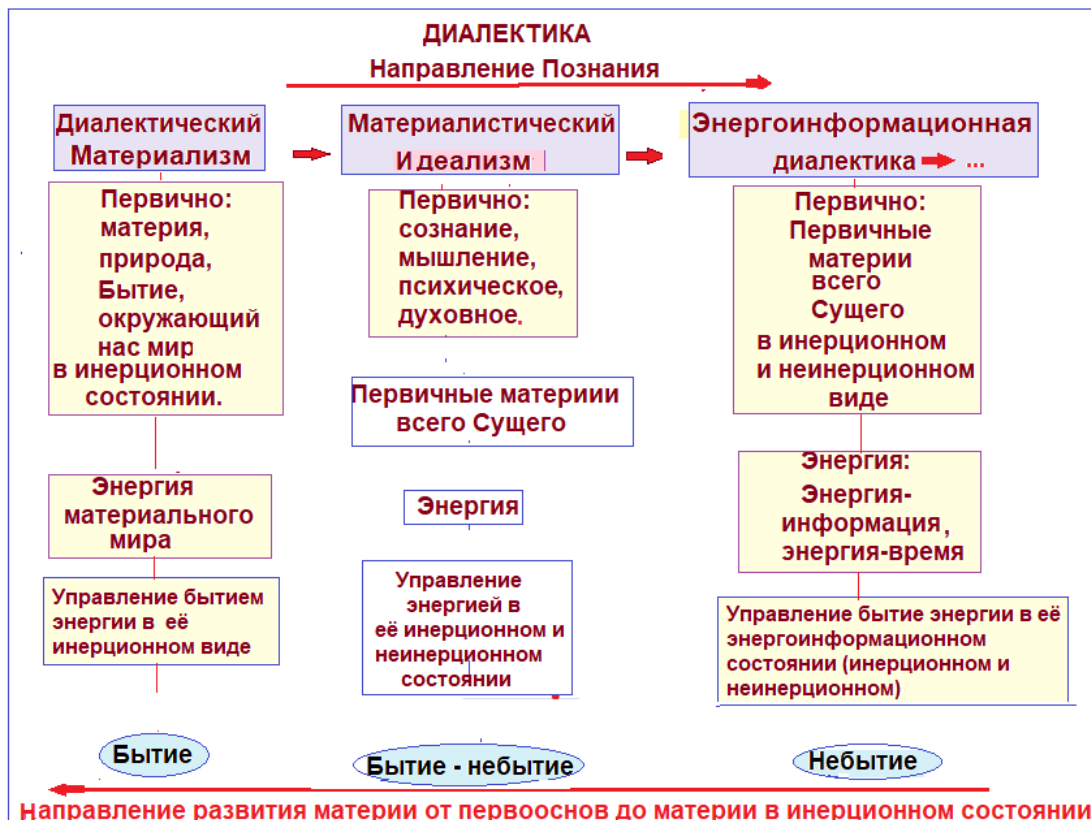 ДИАЛЕКТИКА
Направление Познания
Диалектический
Материализм
Первично:
материя,
природа,
Бытие,
окружающий
нас мир
в инерционном
состоянии.
Энергия
материального
мира
Управление бытием
энергии в её
инерционном виде
Бытие
Материалистический
Идеализм
Первично:
сознание,
мышление,
психическое,
духовное.
Первичные материии
всего Сущего
Энергия
Управление
энергией в
её инерционном и
неинерционном
состоянии
Бытие - небытие
Энергоинформационная
диалектика ...
Первично:
Первичные
материи
всего
Сущего
в инерционном
и неинерционном
виде
Энергия:
Энергия-
информация,
энергия-время
Управление бытие энергии в её
энергоинформационном
состоянии (инерционном и
неинерционном)
Небытие
Направление развития материи от первооснов до материи в инерционном состоянии